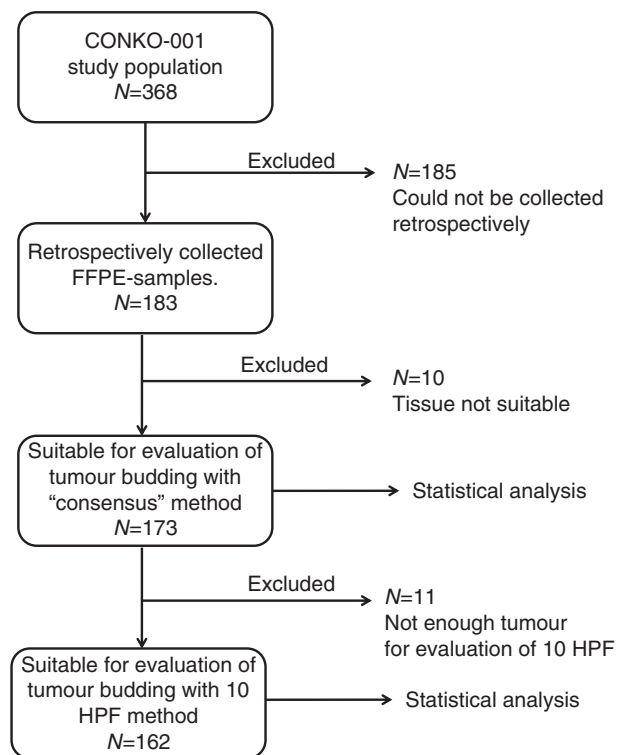 CONKO-001
study population
N=368
Excluded
N=185
Could not be collected
retrospectively
Retrospectively collected
FFPE-samples.
N=183
Excluded
N=10
Tissue not suitable
Suitable for evaluation of
tumour budding with
“consensus” method
N=173
Statistical analysis
Excluded
N=11
Not enough tumour
for evaluation of 10 HPF
Suitable for evaluation of
tumour budding with 10
HPF method
N=162
Statistical analysis